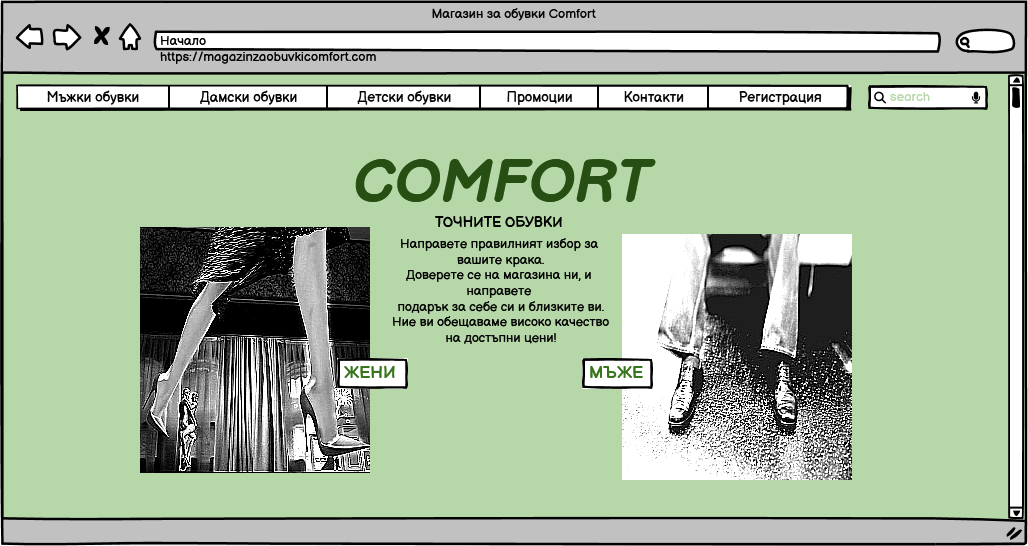 Магазин за обувки Comfort
Начало
https://magazinzaobuvkicomfort.com
Мъжки обувки
Дамски обувки
Детски обувки
Промоции
Контакти
Регистрация
search
COMFORT
ТОЧНИТЕ ОБУВКИ
Направете правилният избор за
вашите крака.
Доверете се на магазина ни, и
направете
подарък за себе си и близките ви.
Ние ви обещаваме високо качество
на достъпни цени!
ЖЕНИ
МЪЖЕ